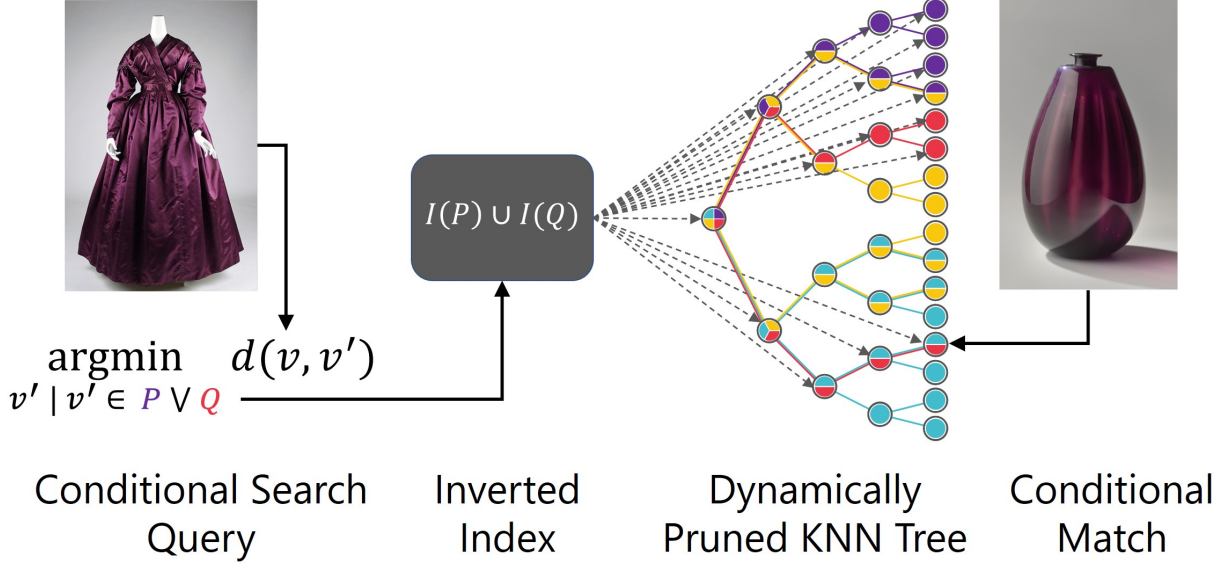 I(P) ∪ I(Q)
argmin d(v, v′)
v′ | v′ ∈ P ∨ Q
Conditional Search
Query
Inverted
Index
Dynamically
Pruned KNN Tree
Conditional
Match